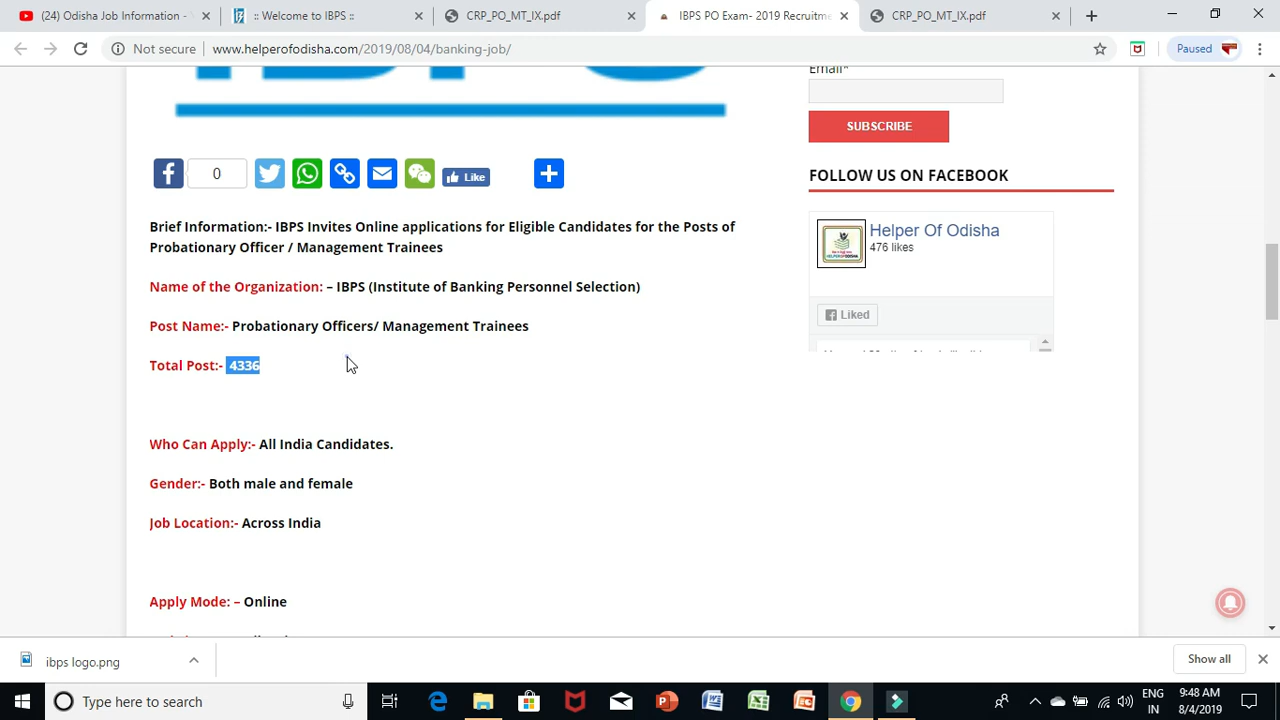 (24) Odisha Job Information - "
:: Welcome to IBPS ::
CRP_PO_MT_IX.pdf
IBPS PO Exam- 2019 Recruitme
CRP_PO_MT_IX.pdf
Not secure
www.helperofodisha.com/2019/08/04/banking-job/
Paused
Email*
SUBSCRIBE
0
Like
FOLLOW US ON FACEBOOK
Helper Of Odisha
476 likes
Liked
Brief Information:- IBPS Invites Online applications for Eligible Candidates for the Posts of
Probationary Officer / Management Trainees
Name of the Organization: – IBPS (Institute of Banking Personnel Selection)
Post Name:- Probationary Officers/ Management Trainees
Total Post:- 4336
Who Can Apply:- All India Candidates.
Gender:- Both male and female
Job Location:- Across India
Apply Mode: – Online
ibps logo.png
Show all
Type here to search
ENG
IN
9:48 AM
8/4/2019